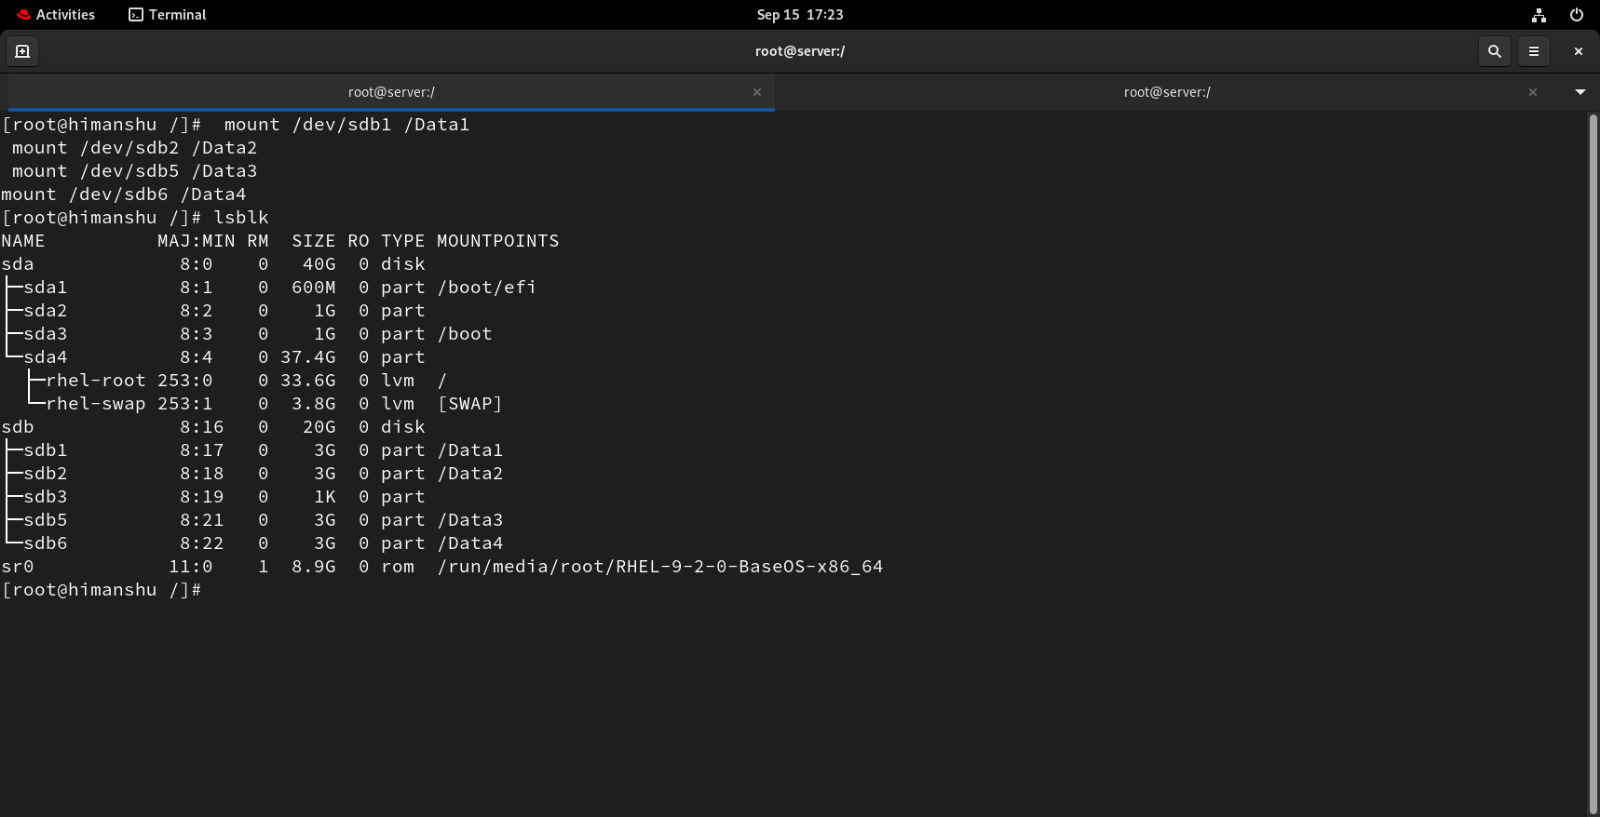 Activities Terminal Sep 15 17:23
root@server:/
root@server:/ × root@server:/ ×
[root@himanshu /]#  mount /dev/sdb1 /Data1
 mount /dev/sdb2 /Data2
 mount /dev/sdb5 /Data3
mount /dev/sdb6 /Data4
[root@himanshu /]# lsblk
NAME          MAJ:MIN RM  SIZE RO TYPE MOUNTPOINTS
sda             8:0    0   40G  0 disk
├─sda1          8:1    0  600M  0 part /boot/efi
├─sda2          8:2    0    1G  0 part
├─sda3          8:3    0    1G  0 part /boot
└─sda4          8:4    0 37.4G  0 part
  ├─rhel-root 253:0    0 33.6G  0 lvm  /
  └─rhel-swap 253:1    0  3.8G  0 lvm  [SWAP]
sdb             8:16   0   20G  0 disk
├─sdb1          8:17   0    3G  0 part /Data1
├─sdb2          8:18   0    3G  0 part /Data2
├─sdb3          8:19   0    1K  0 part
├─sdb5          8:21   0    3G  0 part /Data3
└─sdb6          8:22   0    3G  0 part /Data4
sr0            11:0    1  8.9G  0 rom  /run/media/root/RHEL-9-2-0-BaseOS-x86_64
[root@himanshu /]#